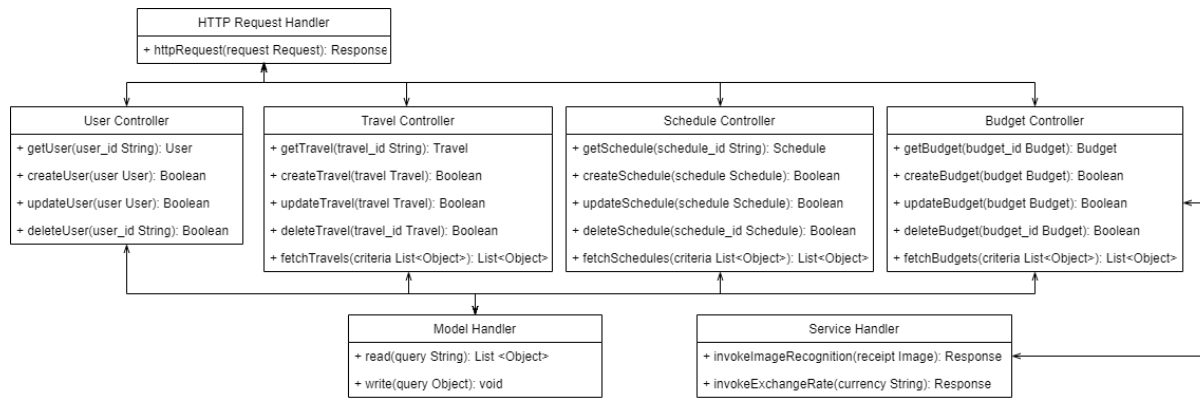 HTTP Request Handler
+ httpRequest(request Request): Response
User Controller
+ getUser(user_id String): User
+ createUser(user User): Boolean
+ updateUser(user User): Boolean
+ deleteUser(user_id String): Boolean
Travel Controller
+ getTravel(travel_id String): Travel
+ createTravel(travel Travel): Boolean
+ updateTravel(travel Travel): Boolean
+ deleteTravel(travel_id Travel): Boolean
+ fetchTravels(criteria List<Object>): List<Object>
Schedule Controller
+ getSchedule(schedule_id String): Schedule
+ createSchedule(schedule Schedule): Boolean
+ updateSchedule(schedule Schedule): Boolean
+ deleteSchedule(schedule_id Schedule): Boolean
+ fetchSchedules(criteria List<Object>): List<Object>
Budget Controller
+ getBudget(budget_id Budget): Budget
+ createBudget(budget Budget): Boolean
+ updateBudget(budget Budget): Boolean
+ deleteBudget(budget_id Budget): Boolean
+ fetchBudgets(criteria List<Object>): List<Object>
Model Handler
+ read(query String): List <Object>
+ write(query Object): void
Service Handler
+ invokeImageRecognition(receipt Image): Response
+ invokeExchangeRate(currency String): Response